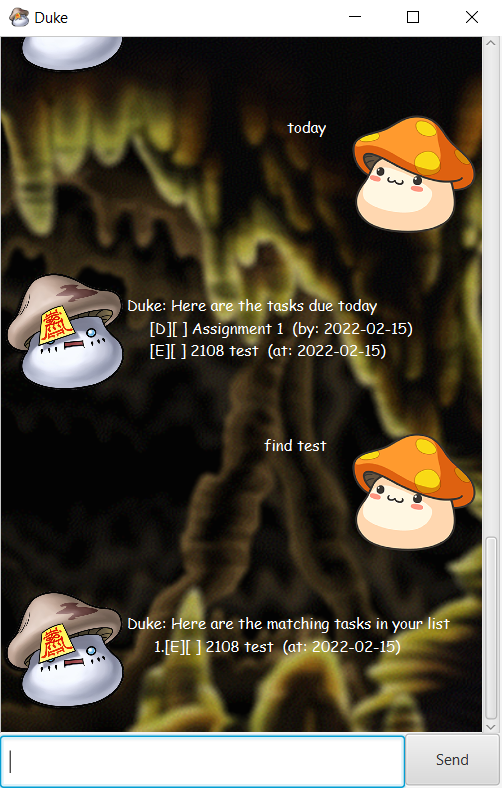 Duke
today
Duke: Here are the tasks due today
[D][ ] Assignment 1  (by: 2022-02-15)
[E][ ] 2108 test  (at: 2022-02-15)
find test
Duke: Here are the matching tasks in your list
1.[E][ ] 2108 test  (at: 2022-02-15)
Send